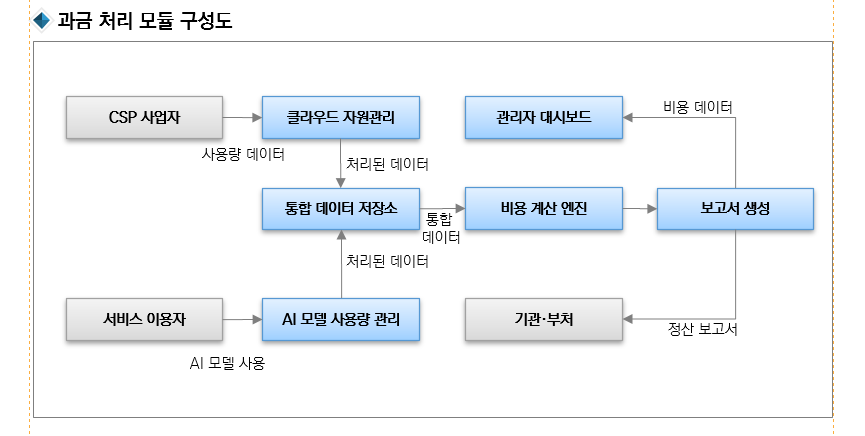 과금 처리 모듈 구성도
CSP 사업자
클라우드 자원관리
관리자 대시보드
비용 데이터
사용량 데이터
처리된 데이터
통합 데이터 저장소
통합
데이터
비용 계산 엔진
보고서 생성
처리된 데이터
서비스 이용자
AI 모델 사용량 관리
기관·부처
정산 보고서
AI 모델 사용